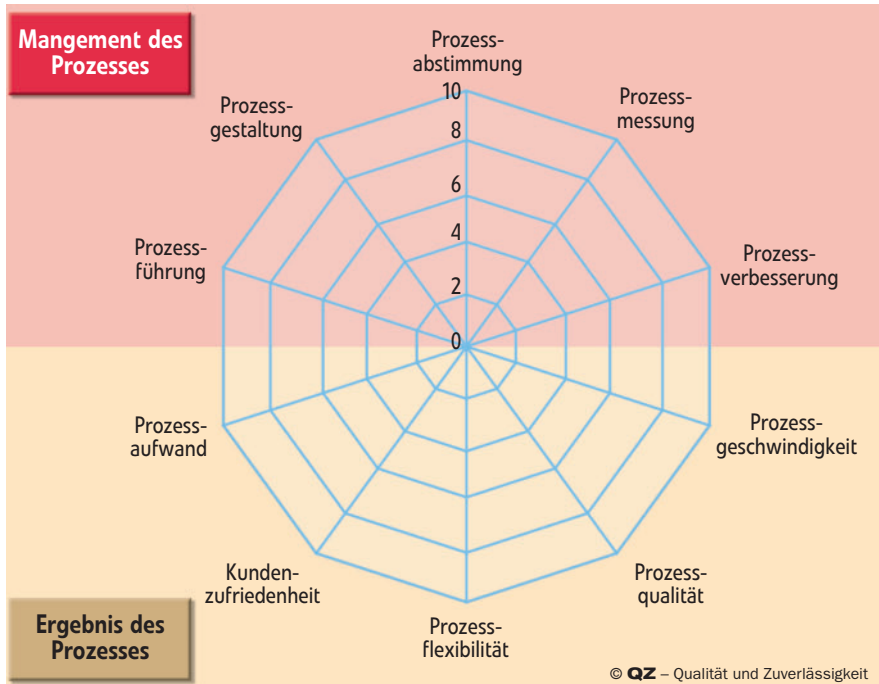 Mangement des
Prozesses
Prozess-
abstimmung
Prozess-
messung
Prozess-
verbesserung
Prozess-
geschwindigkeit
Prozess-
qualität
Prozess-
flexibilität
Kunden-
zufriedenheit
Prozess-
aufwand
Prozess-
führung
Prozess-
gestaltung
10
8
6
4
2
0
Ergebnis des
Prozesses
© QZ – Qualität und Zuverlässigkeit